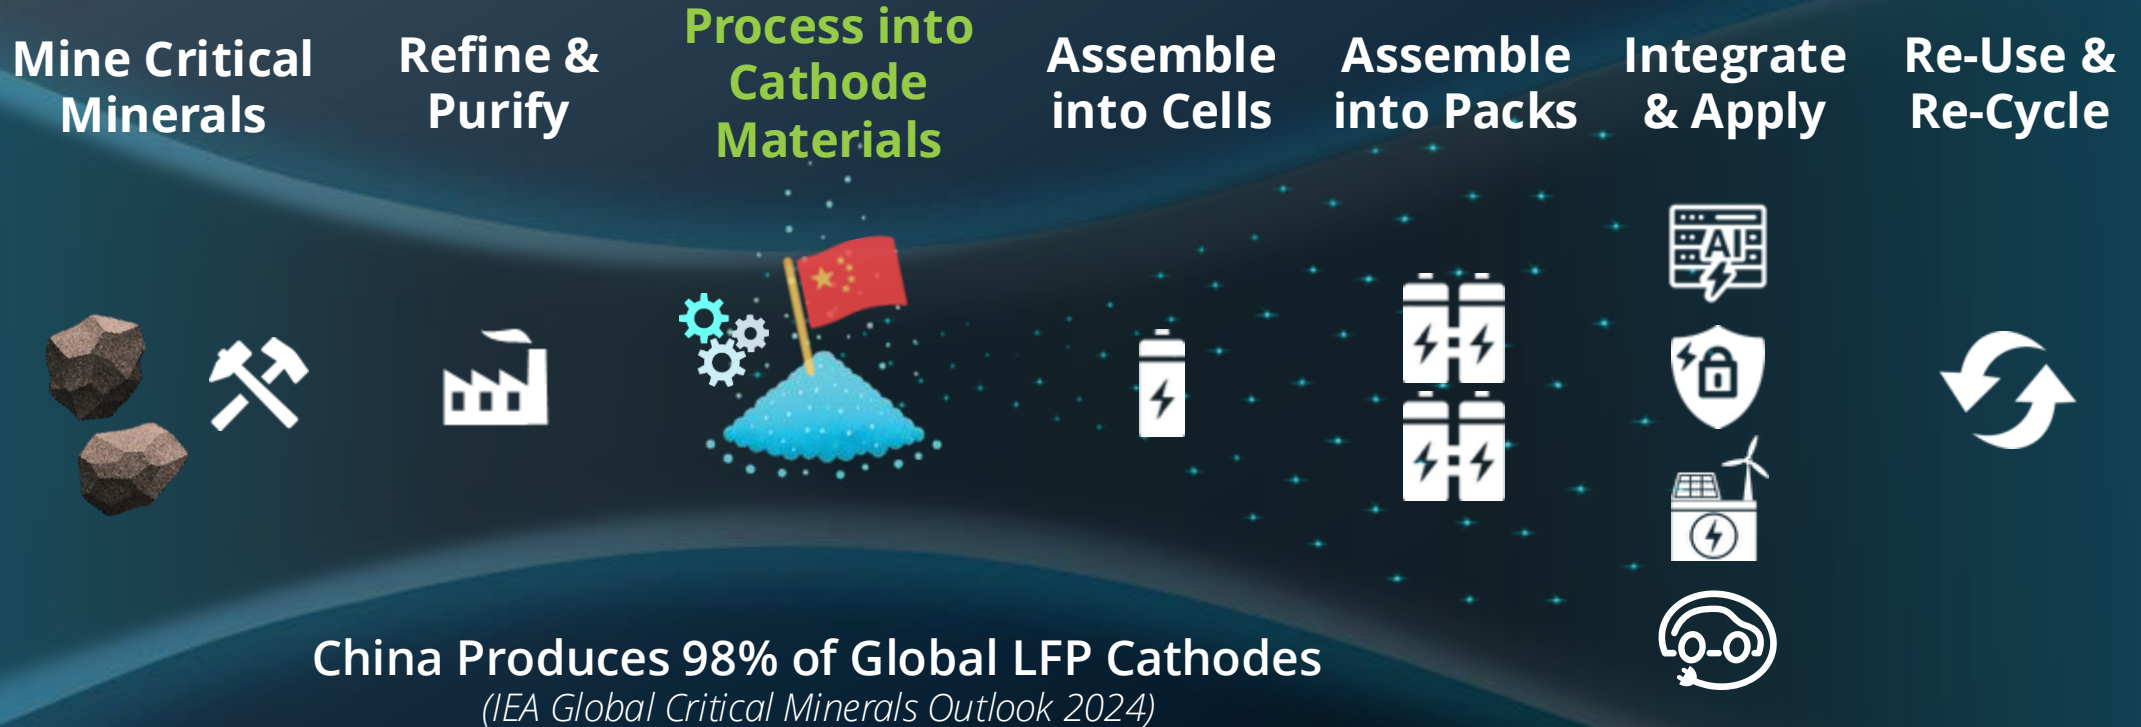 Mine Critical
Minerals
Refine &
Purify
Process into
Cathode
Materials
Assemble
into Cells
Assemble
into Packs
Integrate
& Apply
Re-Use &
Re-Cycle
AI
China Produces 98% of Global LFP Cathodes
(IEA Global Critical Minerals Outlook 2024)